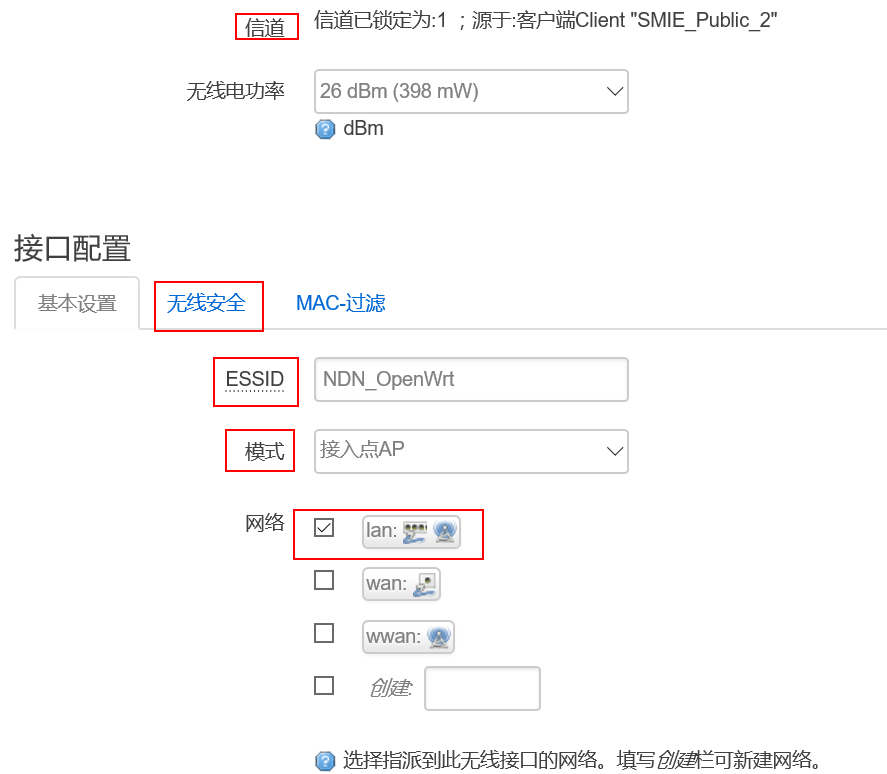 信道 信道已锁定为:1 ；源于:客户端Client "SMIE_Public_2"
无线电功率 26 dBm (398 mW)
dBm
接口配置
基本设置 无线安全 MAC-过滤
ESSID NDN_OpenWrt
模式 接入点AP
网络 lan:
wan:
wwan:
创建:
选择指派到此无线接口的网络。填写创建栏可新建网络。